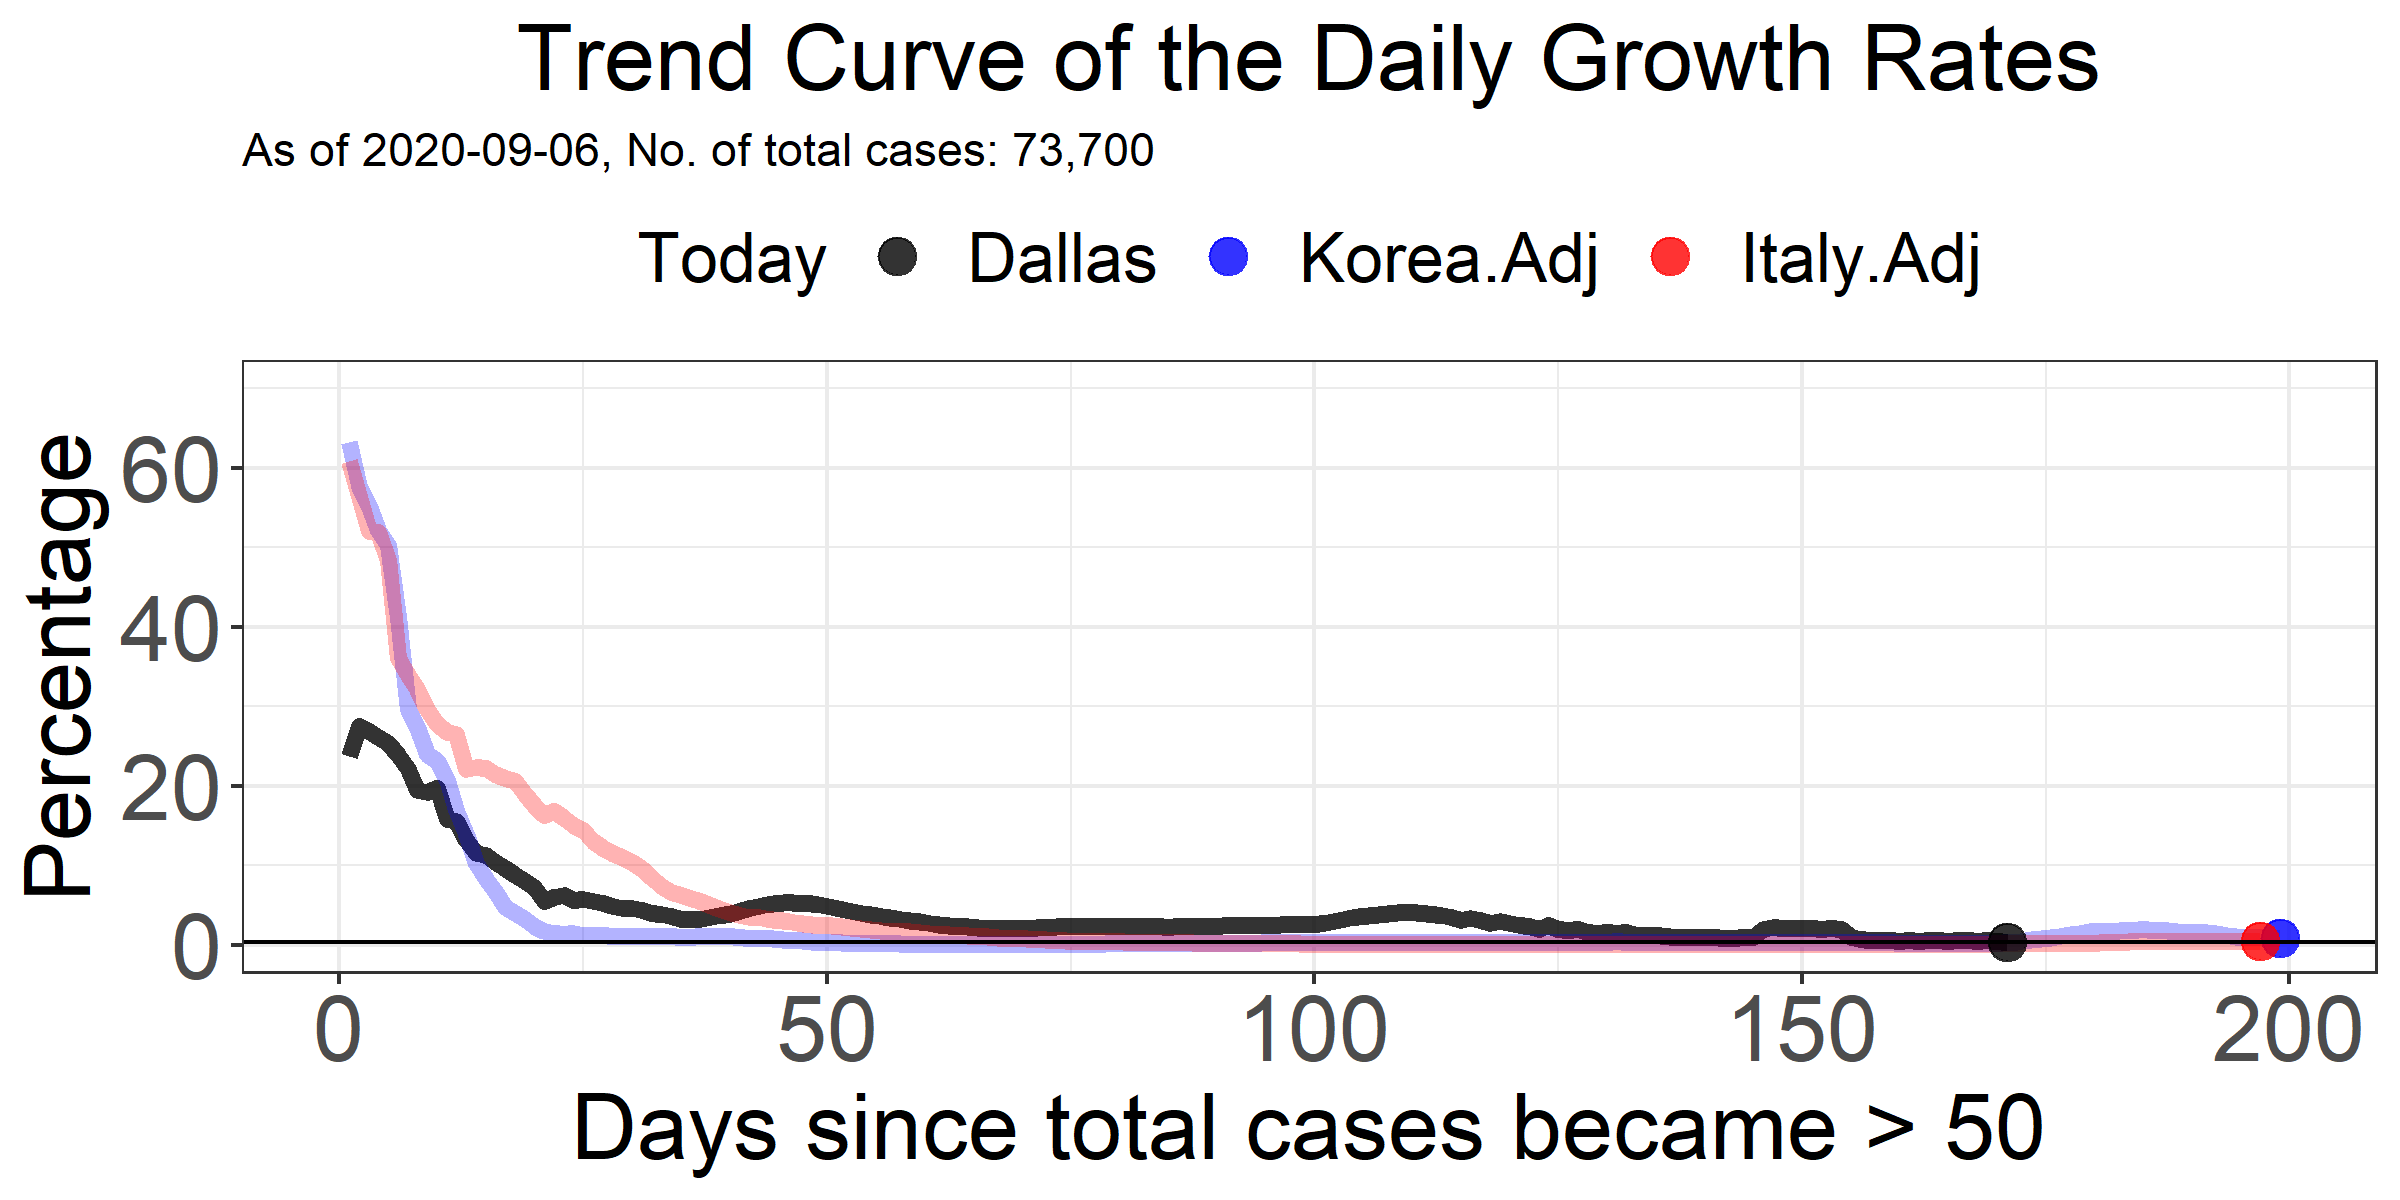 Trend Curve of the Daily Growth Rates
As of 2020-09-06, No. of total cases: 73,700
Today Dallas Korea.Adj Italy.Adj
Percentage
60
40
20
0
0 50 100 150 200
Days since total cases became > 50